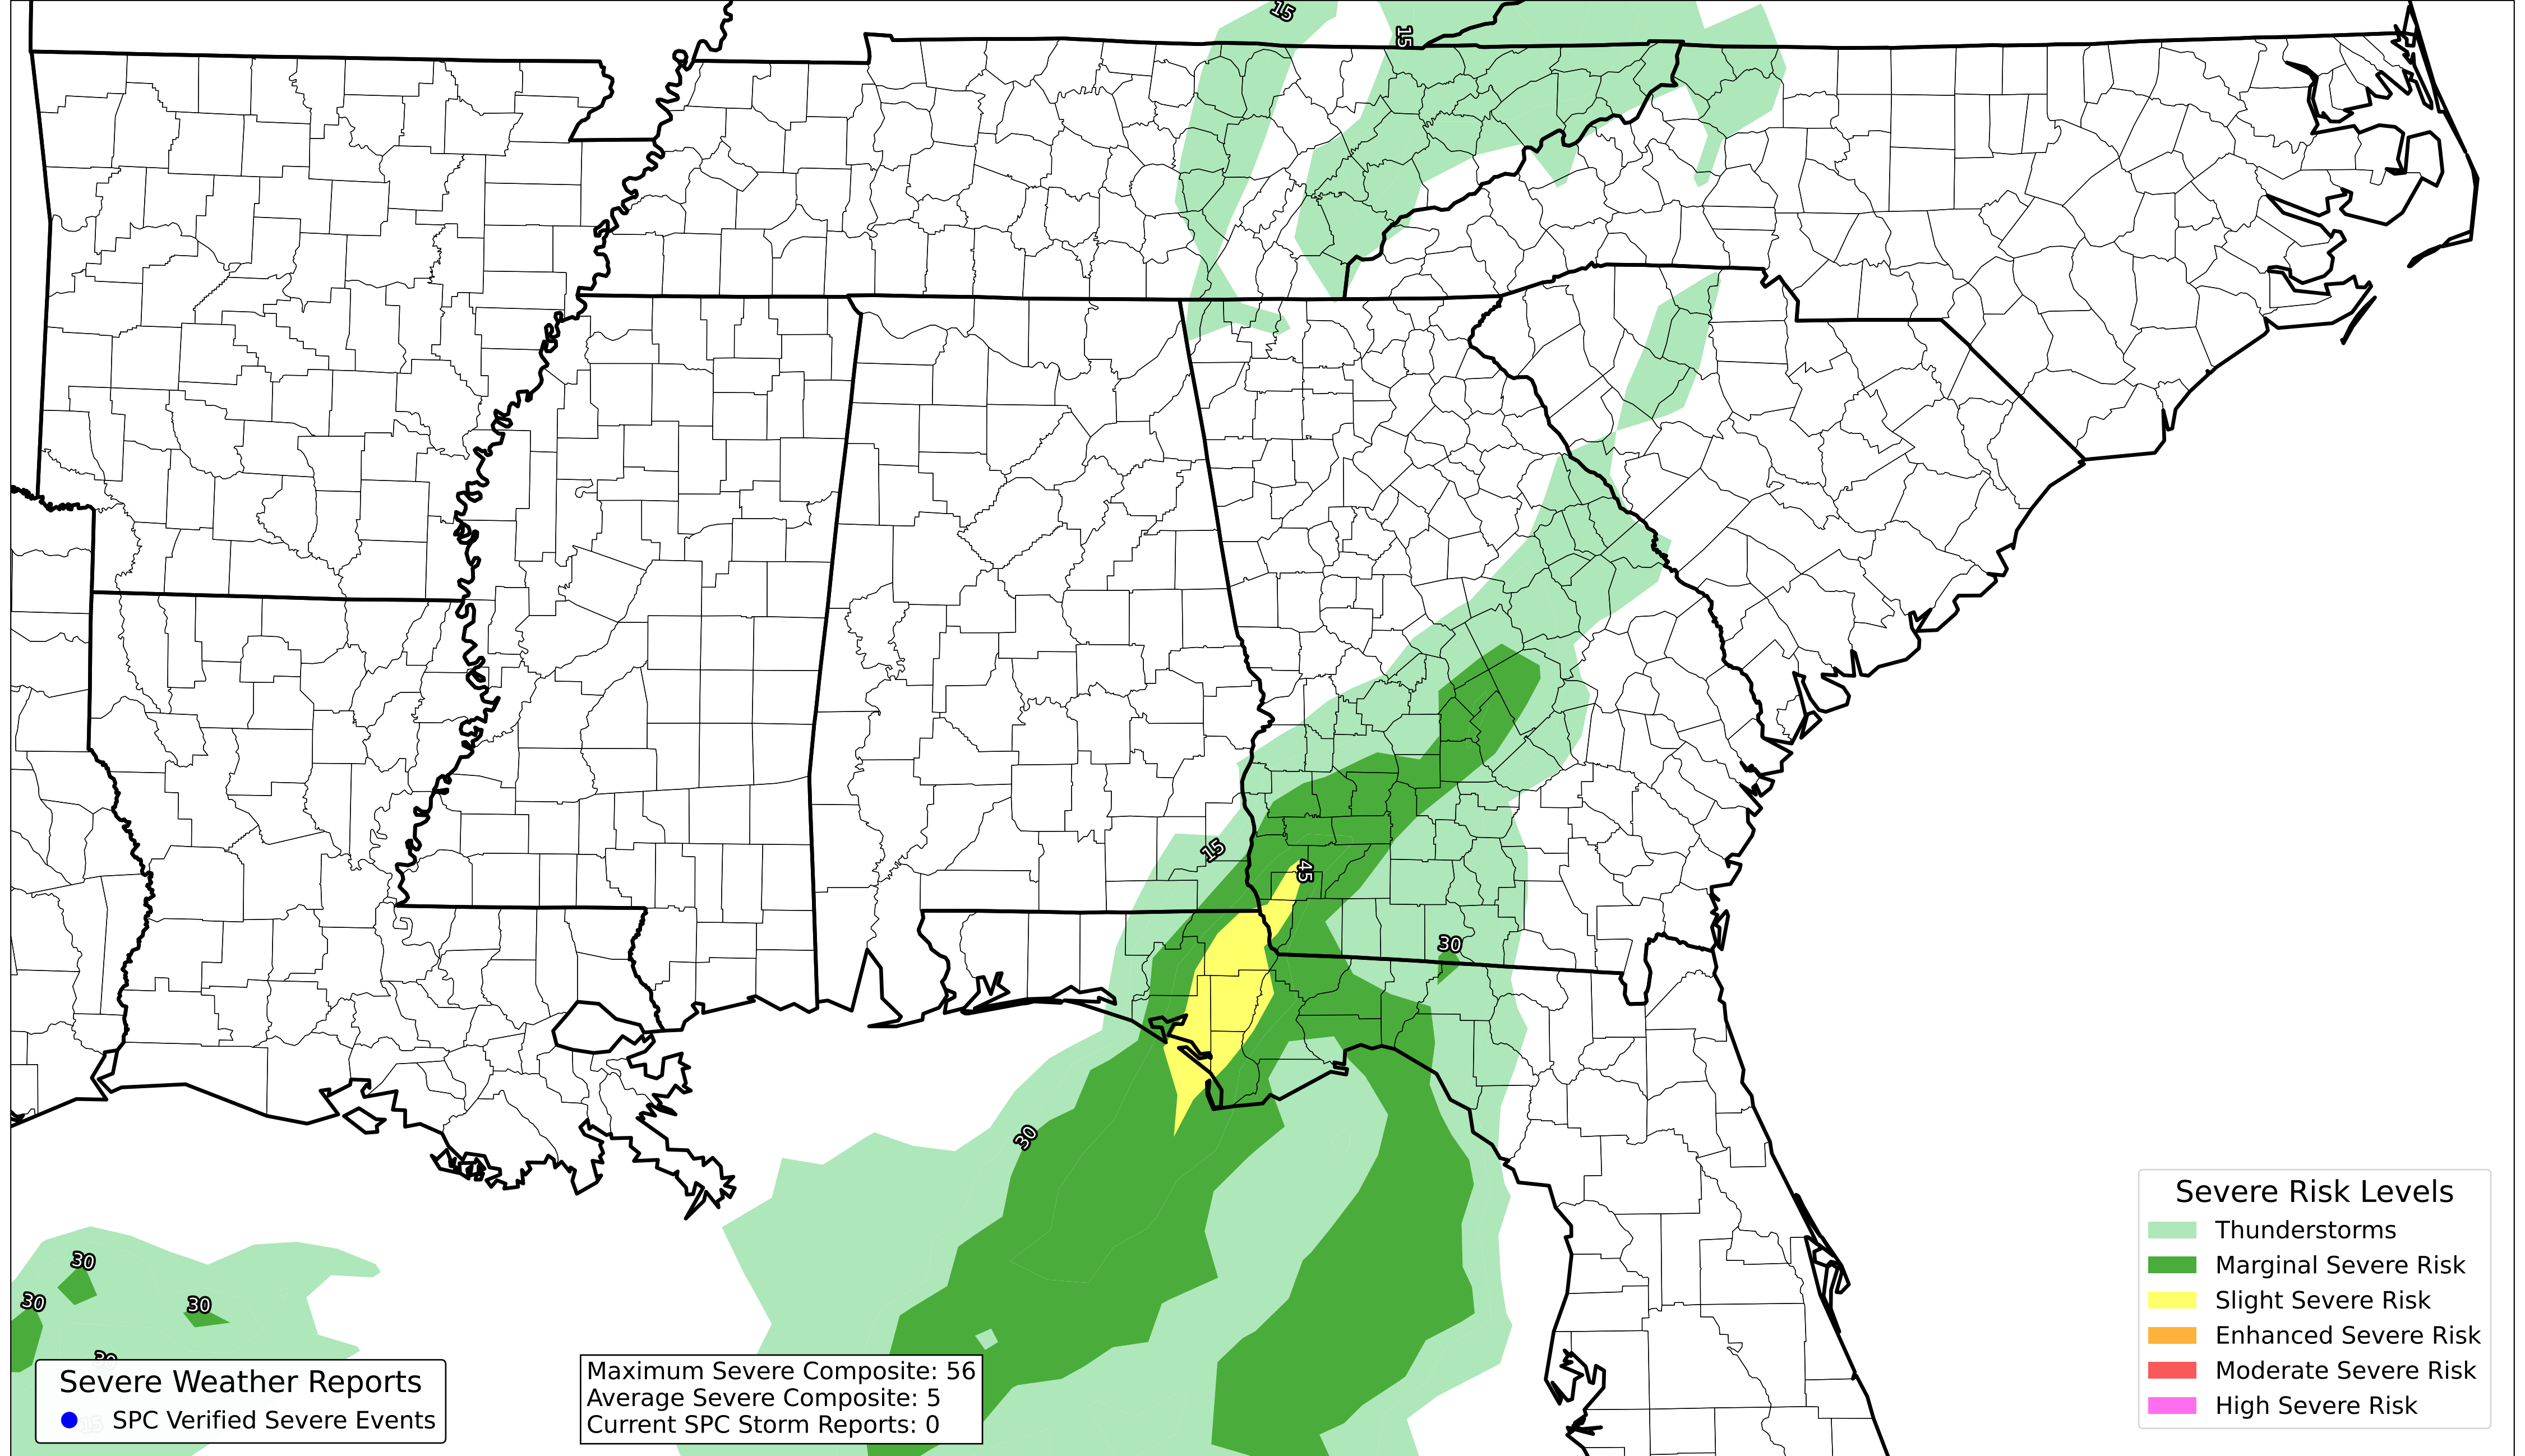 15
15
15
45
30
30
30
30
30
Severe Weather Reports
SPC Verified Severe Events
Maximum Severe Composite: 56
Average Severe Composite: 5
Current SPC Storm Reports: 0
Severe Risk Levels
Thunderstorms
Marginal Severe Risk
Slight Severe Risk
Enhanced Severe Risk
Moderate Severe Risk
High Severe Risk